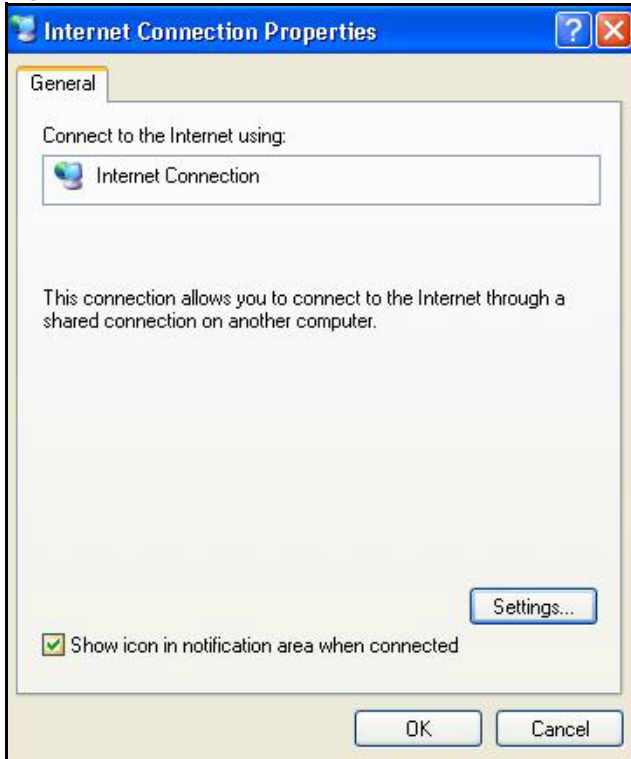 Internet Connection Properties
General
Connect to the Internet using:
Internet Connection
This connection allows you to connect to the Internet through a
shared connection on another computer.
Settings...
Show icon in notification area when connected
OK
Cancel